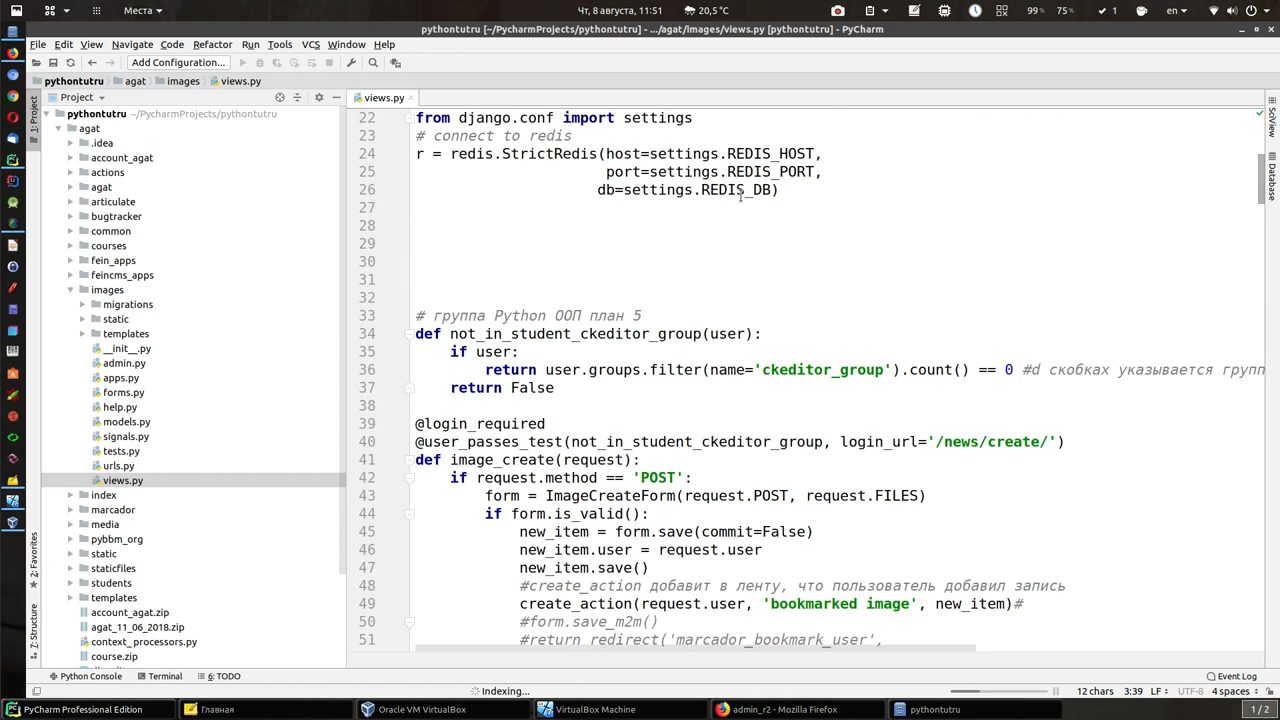 Места
Чт, 8 августа, 11:51
20,5 °C
99%
75%
1
en
pythontutru [~/PycharmProjects/pythontutru] - .../agat/images/views.py [pythontutru] - PyCharm
File Edit View Navigate Code Refactor Run Tools VCS Window Help
Add Configuration...
pythontutru agat images views.py
Project
views.py
1: Project
2: Favorites
7: Structure
SciView
Database
pythontutru ~/PycharmProjects/pythontutru
agat
.idea
account_agat
actions
agat
articulate
bugtracker
common
courses
fein_apps
feincms_apps
images
migrations
static
templates
__init__.py
admin.py
apps.py
forms.py
help.py
models.py
signals.py
tests.py
urls.py
views.py
index
marcador
media
pybbm_org
static
staticfiles
students
templates
account_agat.zip
agat_11_06_2018.zip
context_processors.py
course.zip
22 from django.conf import settings
23 # connect to redis
24 r = redis.StrictRedis(host=settings.REDIS_HOST,
25 port=settings.REDIS_PORT,
26 db=settings.REDIS_DB)
27
28
29
30
31
32
33 # группа Python ООП план 5
34 def not_in_student_ckeditor_group(user):
35 if user:
36 return user.groups.filter(name='ckeditor_group').count() == 0 #d скобках указывается групп
37 return False
38
39 @login_required
40 @user_passes_test(not_in_student_ckeditor_group, login_url='/news/create/')
41 def image_create(request):
42 if request.method == 'POST':
43 form = ImageCreateForm(request.POST, request.FILES)
44 if form.is_valid():
45 new_item = form.save(commit=False)
46 new_item.user = request.user
47 new_item.save()
48 #create_action добавит в ленту, что пользователь добавил запись
49 create_action(request.user, 'bookmarked image', new_item)#
50 #form.save_m2m()
51 #return redirect('marcador_bookmark_user',
Python Console Terminal 6: TODO Event Log
Indexing... 12 chars 3:39 LF UTF-8 4 spaces
PyCharm Professional Edition Главная Oracle VM VirtualBox VirtualBox Machine admin_r2 - Mozilla Firefox pythontutru 1 / 2